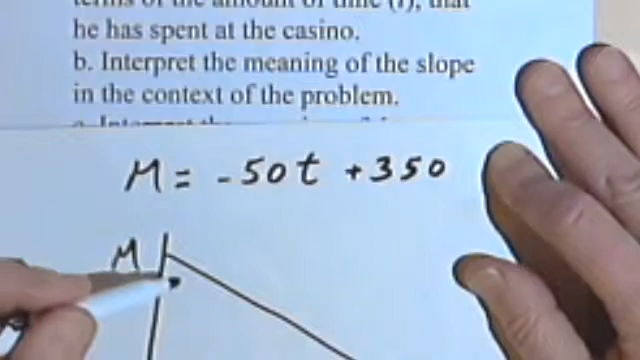 terms of the amount of time (t), that
he has spent at the casino.
b. Interpret the meaning of the slope
in the context of the problem.
M = -50t +350
M